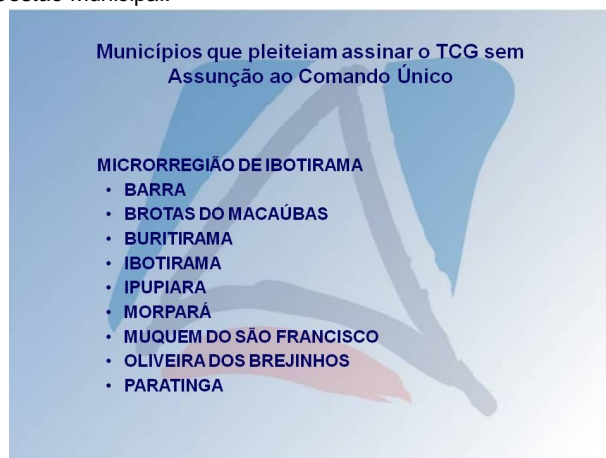 Municípios que pleiteiam assinar o TCG sem
Assunção ao Comando Único
MICRORREGIÃO DE IBOTIRAMA
• BARRA
• BROTAS DO MACAÚBAS
• BURITIRAMA
• IBOTIRAMA
• IPUPIARA
• MORPARÁ
• MUQUEM DO SÃO FRANCISCO
• OLIVEIRA DOS BREJINHOS
• PARATINGA